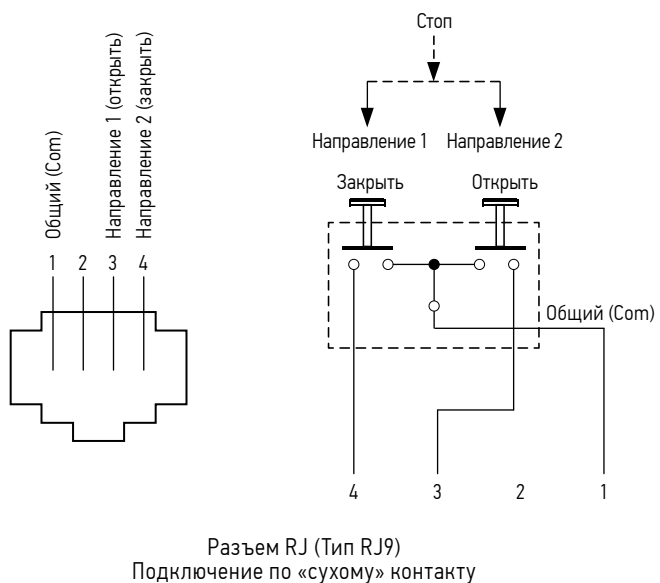 Общий (Com)
Направление 1 (открыть)
Направление 2 (закрыть)
1 2 3 4
Стоп
Направление 1 Направление 2
Закрыть Открыть
Общий (Com)
4 3 2 1
Разъем RJ (Тип RJ9)
Подключение по «сухому» контакту